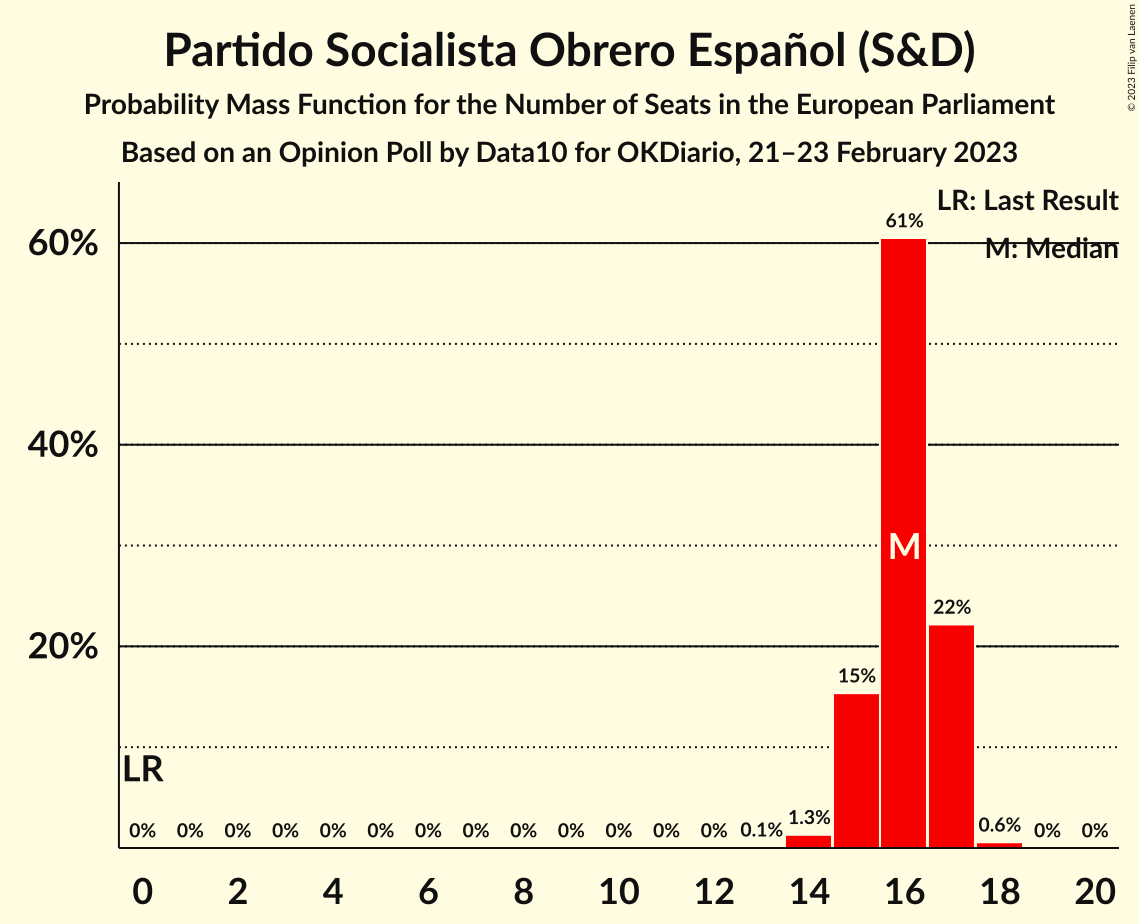 Partido Socialista Obrero Español (S&D)
Probability Mass Function for the Number of Seats in the European Parliament
Based on an Opinion Poll by Data10 for OKDiario, 21–23 February 2023
© 2023 Filip van Laenen
LR: Last Result
M: Median
60%
40%
20%
61%
M
22%
15%
LR
0% 0% 0% 0% 0% 0% 0% 0% 0% 0% 0% 0% 0% 0.1% 1.3% 0.6% 0% 0%
0 2 4 6 8 10 12 14 16 18 20